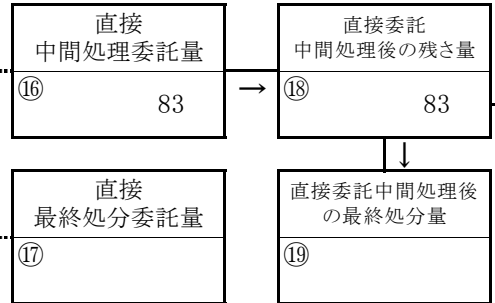 直接
中間処理委託量
⑯
83
→
直接委託
中間処理後の残さ量
⑱
83
↓
直接
最終処分委託量
⑰
直接委託中間処理後
の最終処分量
⑲